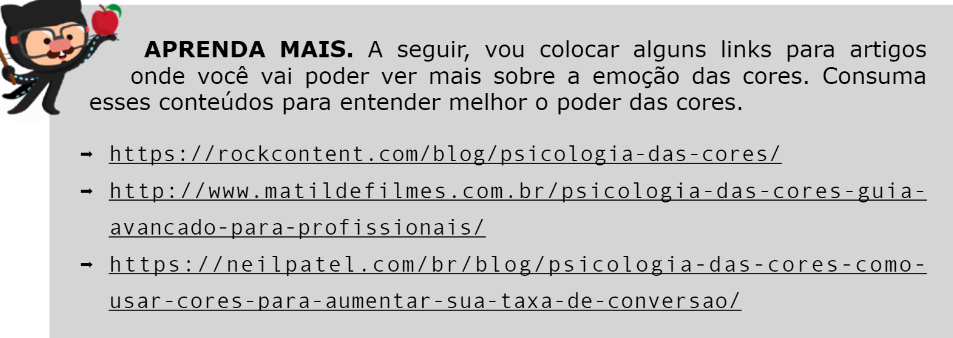 APRENDA MAIS. A seguir, vou colocar alguns links para artigos
onde você vai poder ver mais sobre a emoção das cores. Consuma
esses conteúdos para entender melhor o poder das cores.
➡ https://rockcontent.com/blog/psicologia-das-cores/
➡ http://www.matildefilmes.com.br/psicologia-das-cores-guia-
avancado-para-profissionais/
➡ https://neilpatel.com/br/blog/psicologia-das-cores-como-
usar-cores-para-aumentar-sua-taxa-de-conversao/